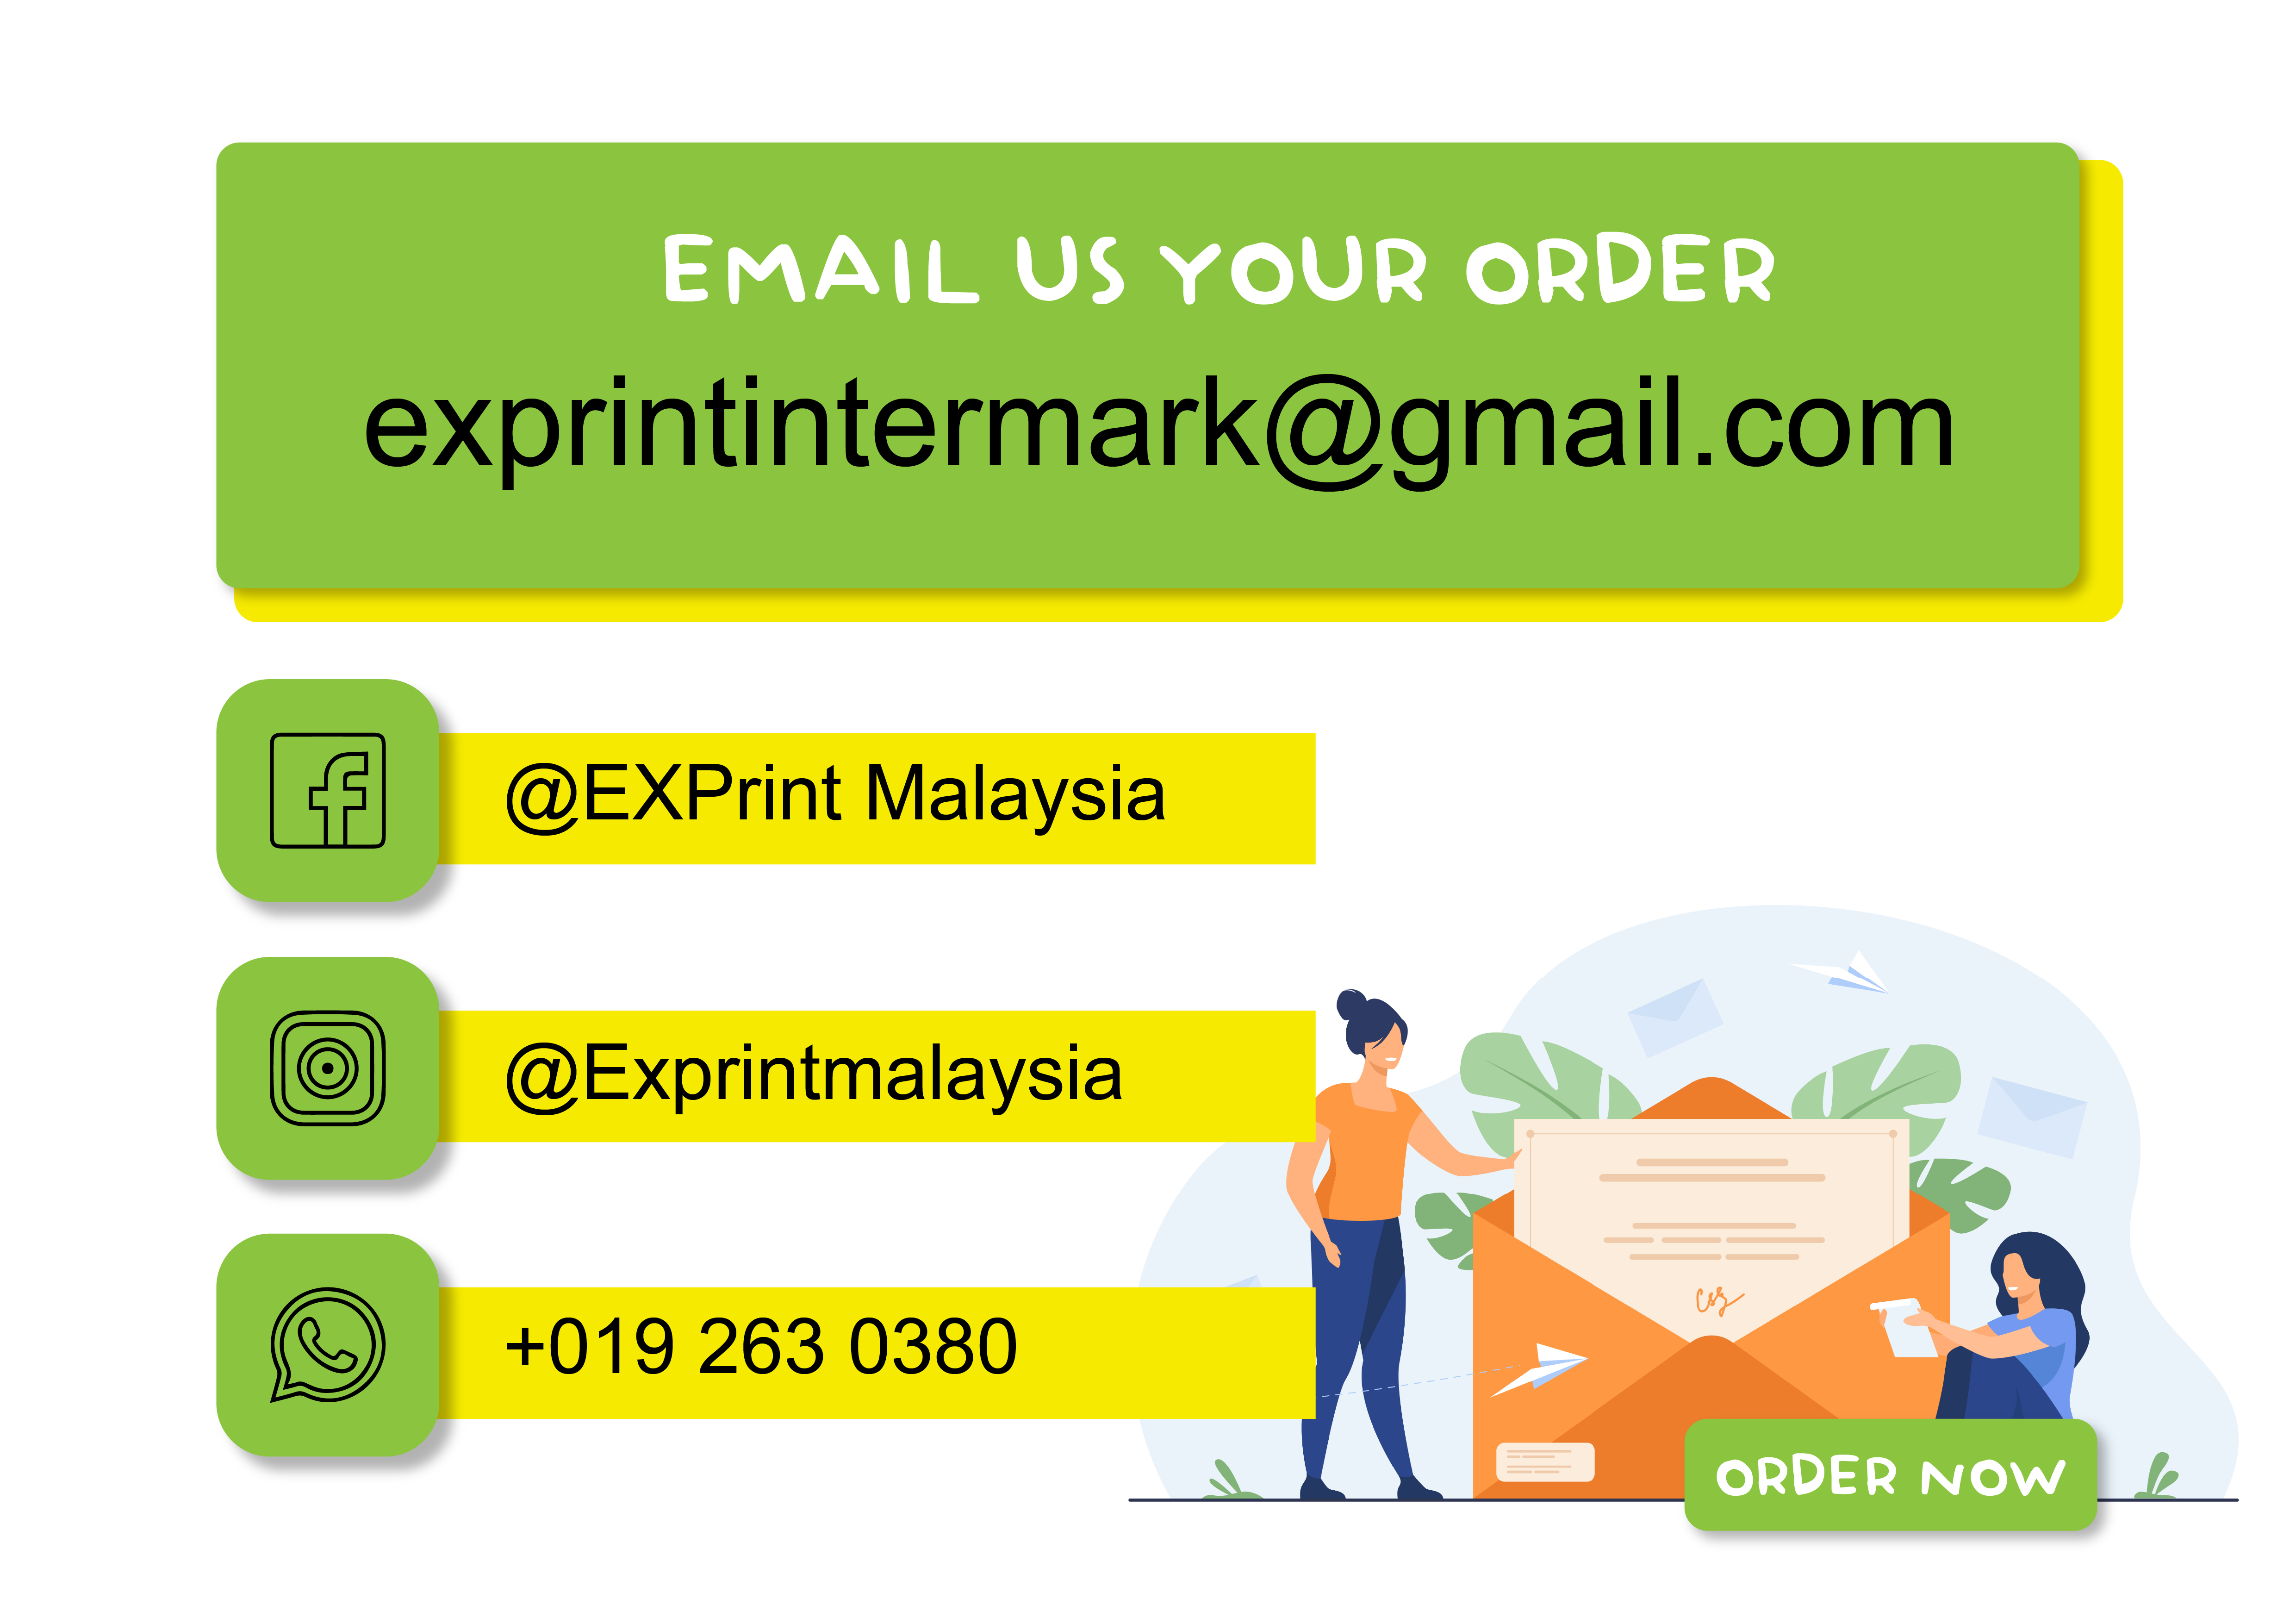 EMAIL US YOUR ORDER
exprintintermark@gmail.com
@EXPrint Malaysia
@Exprintmalaysia
+019 263 0380
ORDER NOW